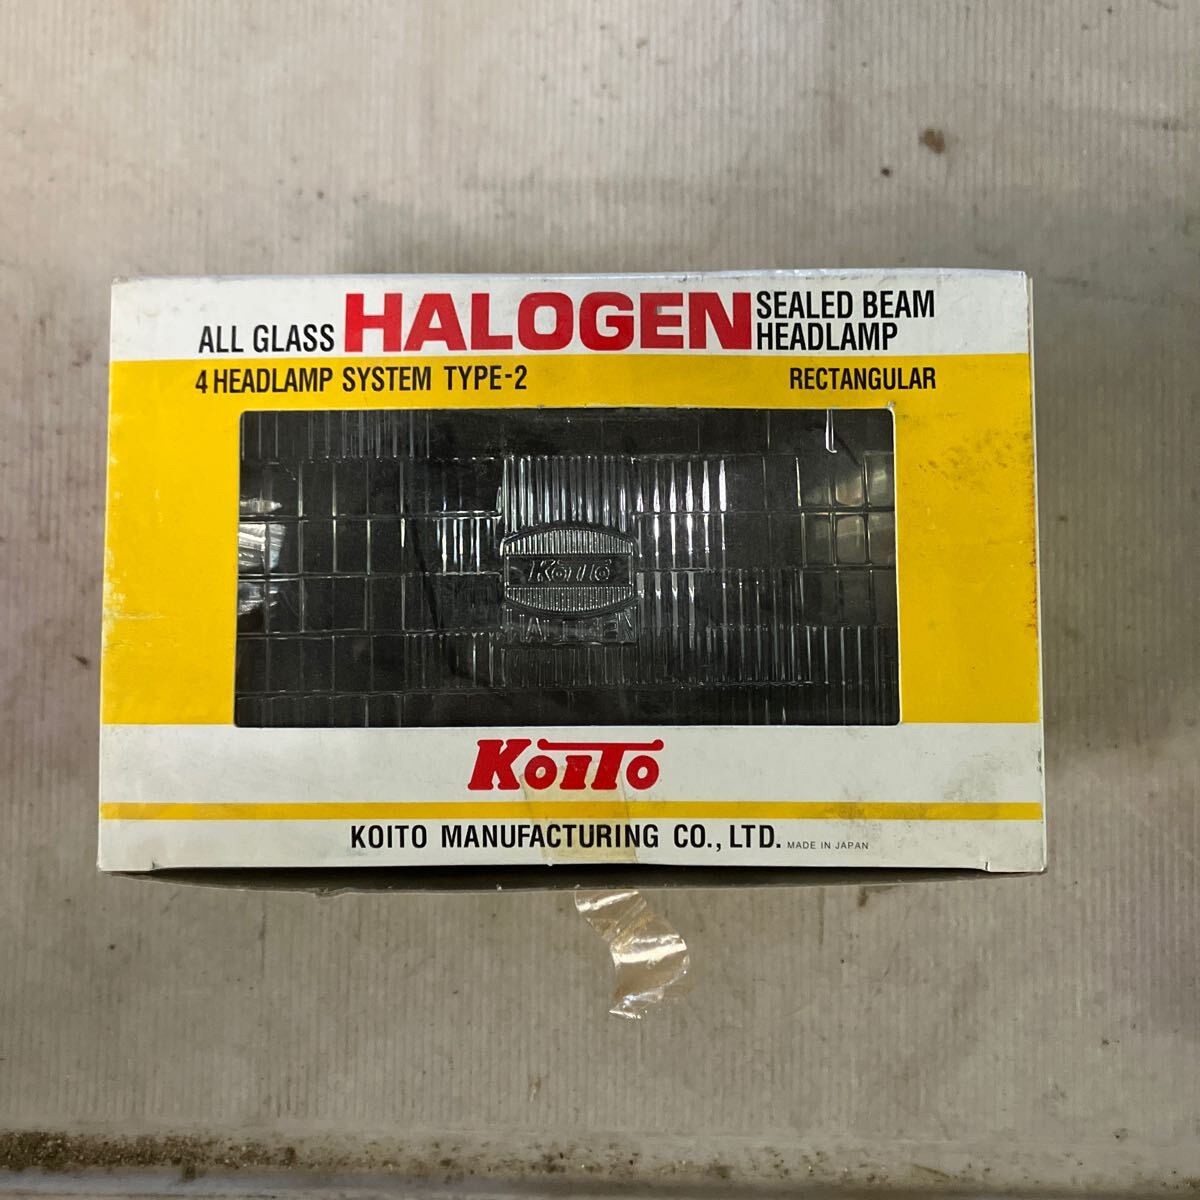 ALL GLASS HALOGEN SEALED BEAM
HEADLAMP
4 HEADLAMP SYSTEM TYPE-2 RECTANGULAR
KoiTo
HALOGEN
KoiTo
KOITO MANUFACTURING CO., LTD. MADE IN JAPAN